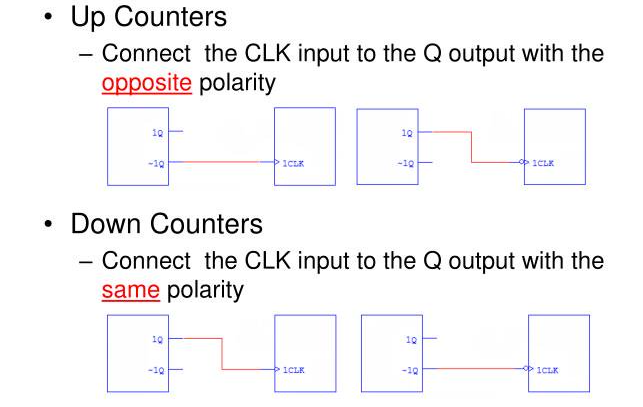 • Up Counters
– Connect the CLK input to the Q output with the
opposite polarity
1Q
~1Q
1CLK
1Q
~1Q
1CLK
• Down Counters
– Connect the CLK input to the Q output with the
same polarity
1Q
~1Q
1CLK
1Q
~1Q
1CLK